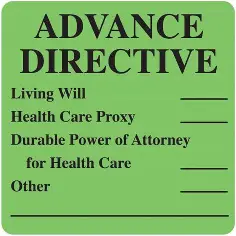 ADVANCE
DIRECTIVE
Living Will
Health Care Proxy
Durable Power of Attorney
for Health Care
Other